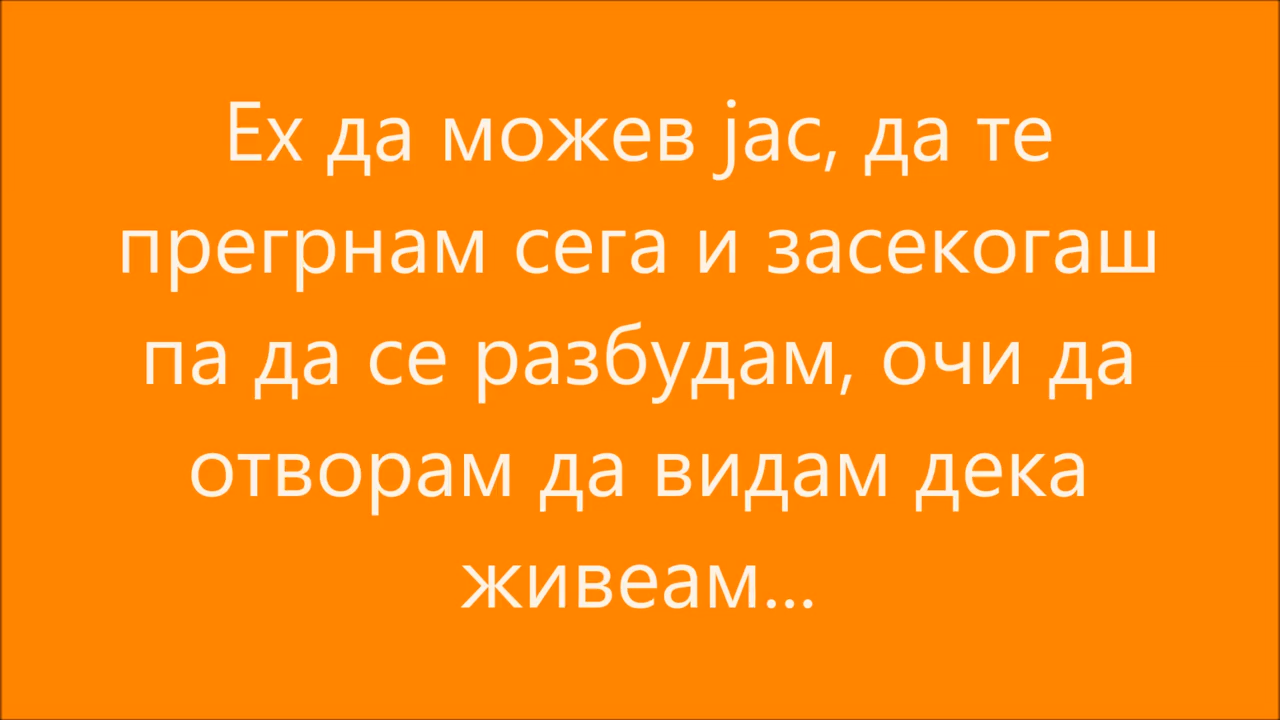 Ех да можев јас, да те
прегрнам сега и засекогаш
па да се разбудам, очи да
отворам да видам дека
живеам...